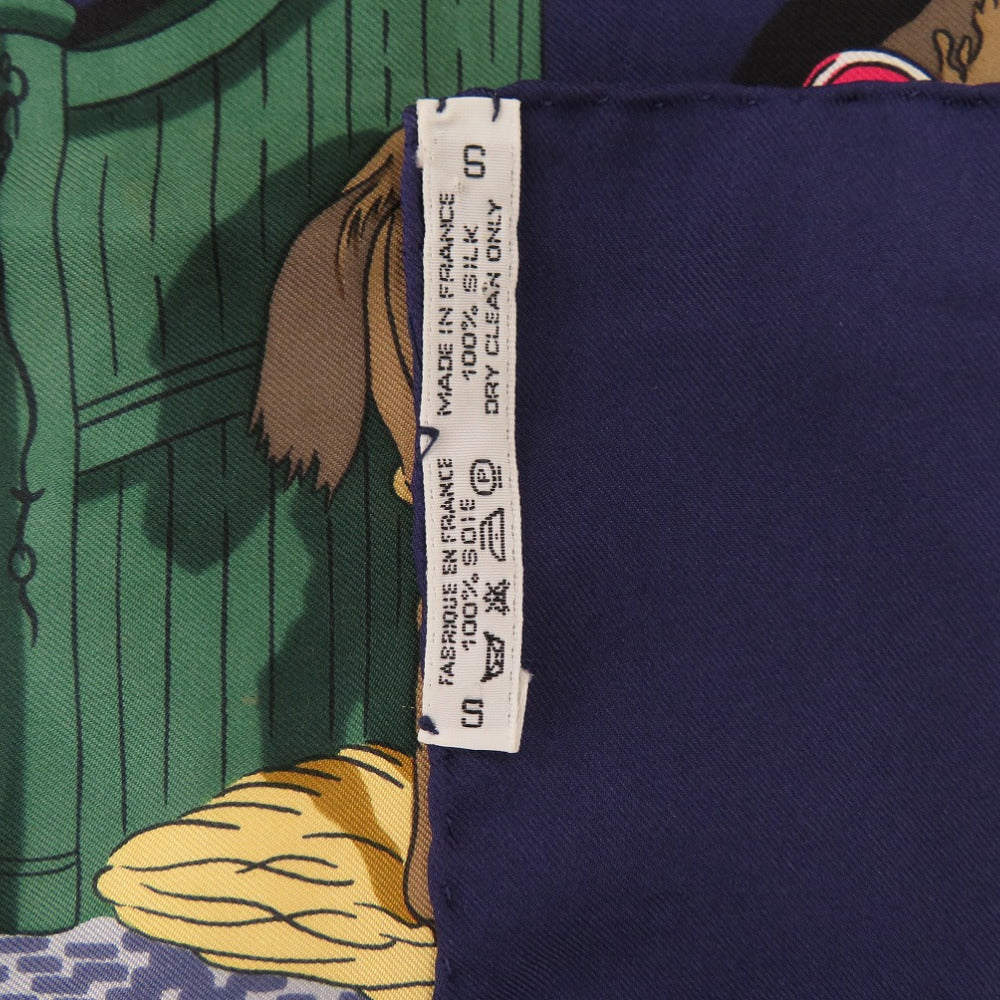 S
FABRIQUE EN FRANCE
100% SOIE
P
MADE IN FRANCE
100% SILK
DRY CLEAN ONLY
S